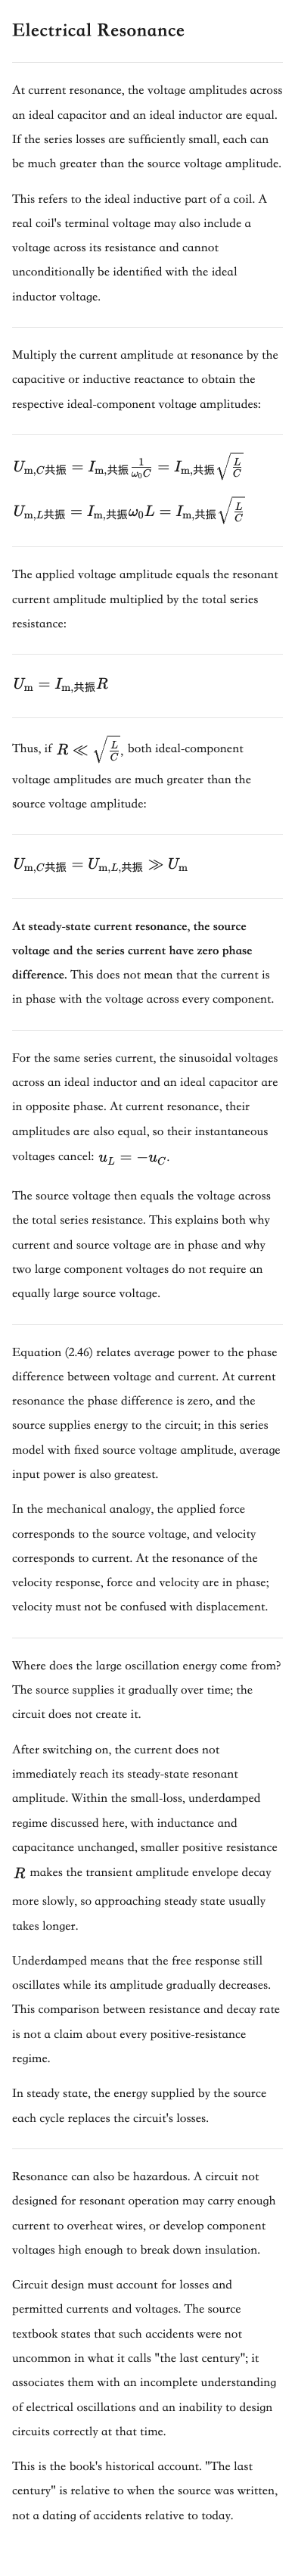 Electrical Resonance
At current resonance, the voltage amplitudes across
an ideal capacitor and an ideal inductor are equal.
If the series losses are sufficiently small, each can
be much greater than the source voltage amplitude.
This refers to the ideal inductive part of a coil. A
real coil's terminal voltage may also include a
voltage across its resistance and cannot
unconditionally be identified with the ideal
inductor voltage.
Multiply the current amplitude at resonance by the
capacitive or inductive reactance to obtain the
respective ideal-component voltage amplitudes:
U_{m,C共振} = I_{m,共振} \frac{1}{ω_0 C} = I_{m,共振} \sqrt{\frac{L}{C}}
U_{m,L共振} = I_{m,共振} ω_0 L = I_{m,共振} \sqrt{\frac{L}{C}}
The applied voltage amplitude equals the resonant
current amplitude multiplied by the total series
resistance:
U_m = I_{m,共振} R
Thus, if R ≪ \sqrt{\frac{L}{C}}, both ideal-component
voltage amplitudes are much greater than the
source voltage amplitude:
U_{m,C共振} = U_{m,L,共振} ≫ U_m
At steady-state current resonance, the source
voltage and the series current have zero phase
difference. This does not mean that the current is
in phase with the voltage across every component.
For the same series current, the sinusoidal voltages
across an ideal inductor and an ideal capacitor are
in opposite phase. At current resonance, their
amplitudes are also equal, so their instantaneous
voltages cancel: u_L = −u_C.
The source voltage then equals the voltage across
the total series resistance. This explains both why
current and source voltage are in phase and why
two large component voltages do not require an
equally large source voltage.
Equation (2.46) relates average power to the phase
difference between voltage and current. At current
resonance the phase difference is zero, and the
source supplies energy to the circuit; in this series
model with fixed source voltage amplitude, average
input power is also greatest.
In the mechanical analogy, the applied force
corresponds to the source voltage, and velocity
corresponds to current. At the resonance of the
velocity response, force and velocity are in phase;
velocity must not be confused with displacement.
Where does the large oscillation energy come from?
The source supplies it gradually over time; the
circuit does not create it.
After switching on, the current does not
immediately reach its steady-state resonant
amplitude. Within the small-loss, underdamped
regime discussed here, with inductance and
capacitance unchanged, smaller positive resistance
R makes the transient amplitude envelope decay
more slowly, so approaching steady state usually
takes longer.
Underdamped means that the free response still
oscillates while its amplitude gradually decreases.
This comparison between resistance and decay rate
is not a claim about every positive-resistance
regime.
In steady state, the energy supplied by the source
each cycle replaces the circuit's losses.
Resonance can also be hazardous. A circuit not
designed for resonant operation may carry enough
current to overheat wires, or develop component
voltages high enough to break down insulation.
Circuit design must account for losses and
permitted currents and voltages. The source
textbook states that such accidents were not
uncommon in what it calls "the last century"; it
associates them with an incomplete understanding
of electrical oscillations and an inability to design
circuits correctly at that time.
This is the book's historical account. "The last
century" is relative to when the source was written,
not a dating of accidents relative to today.